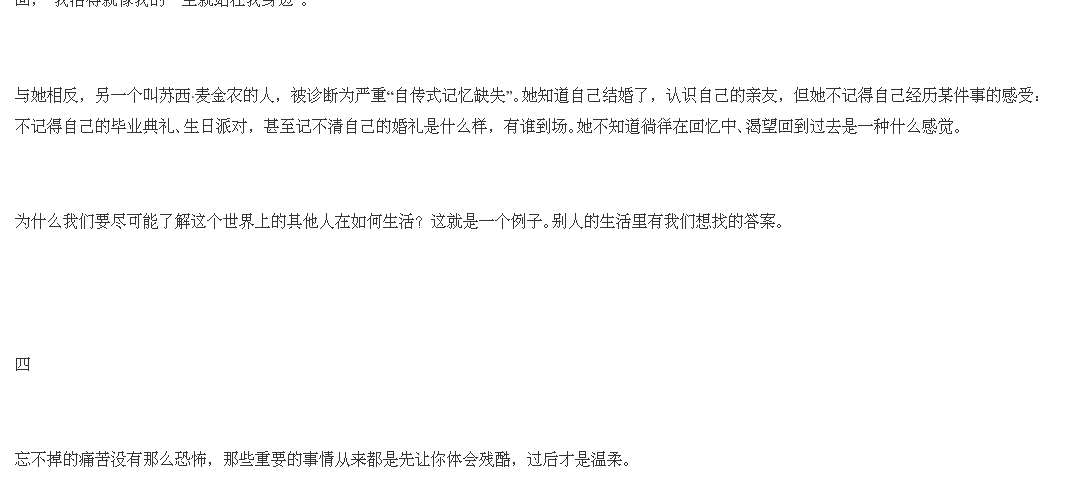 面，“我活得就像我的一生就站在我身边”。
与她相反，另一个叫苏西·麦金农的人，被诊断为严重“自传式记忆缺失”。她知道自己结婚了，认识自己的亲友，但她不记得自己经历某件事的感受：
不记得自己的毕业典礼、生日派对，甚至记不清自己的婚礼是什么样，有谁到场。她不知道徜徉在回忆中、渴望回到过去是一种什么感觉。
为什么我们要尽可能了解这个世界上的其他人在如何生活？这就是一个例子。别人的生活里有我们想找的答案。
四
忘不掉的痛苦没有那么恐怖，那些重要的事情从来都是先让你体会残酷，过后才是温柔。